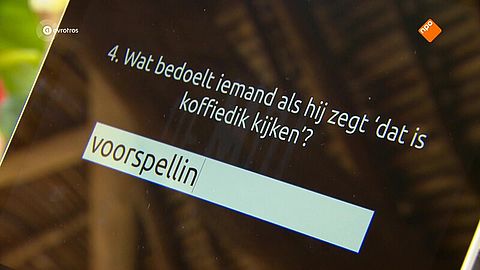 avrotros
npo
4. Wat bedoelt iemand als hij zegt 'dat is
koffiedik kijken'?
voorspellin